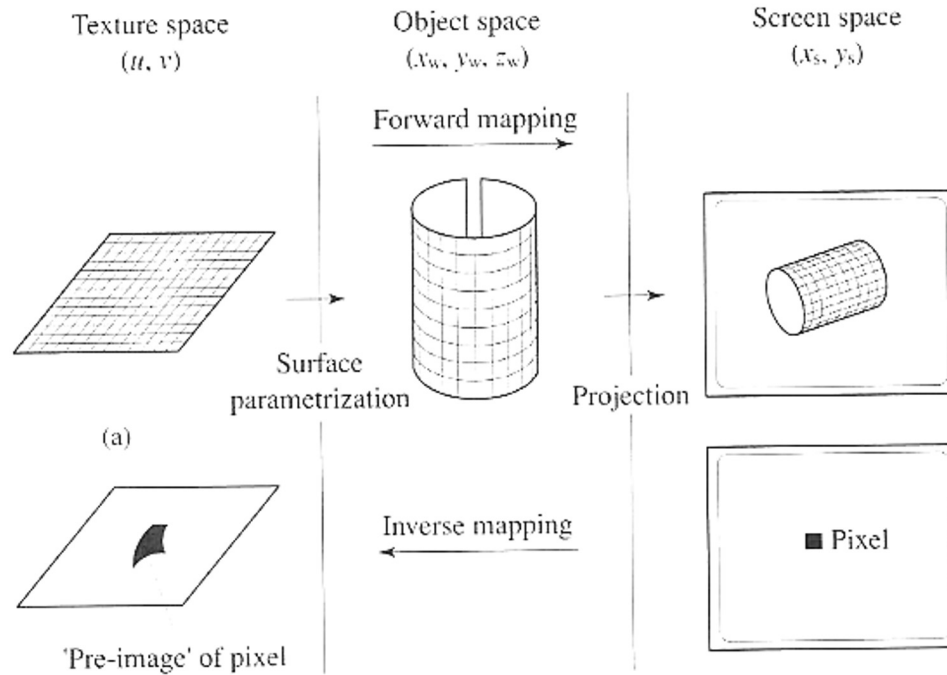 Texture space
(u, v)
Object space
(xw, yw, zw)
Screen space
(xs, ys)
Forward mapping
Surface
parametrization
Projection
(a)
Inverse mapping
Pixel
'Pre-image' of pixel